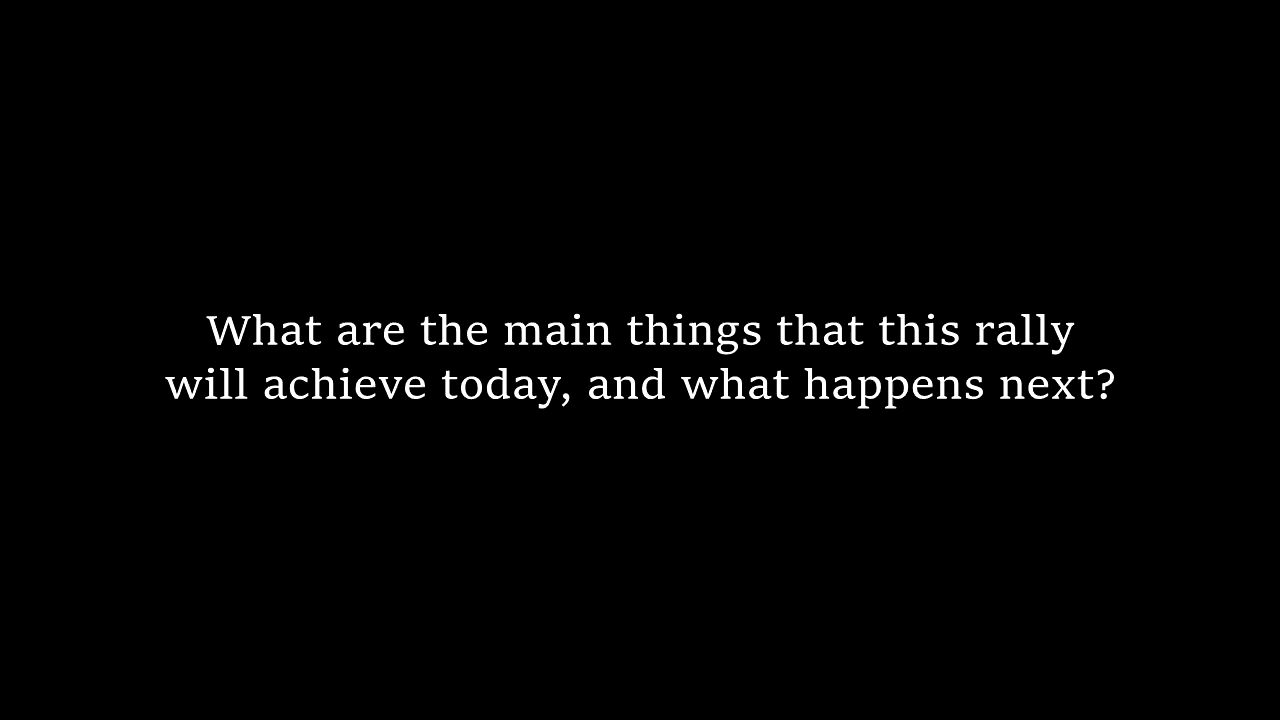 What are the main things that this rally
will achieve today, and what happens next?